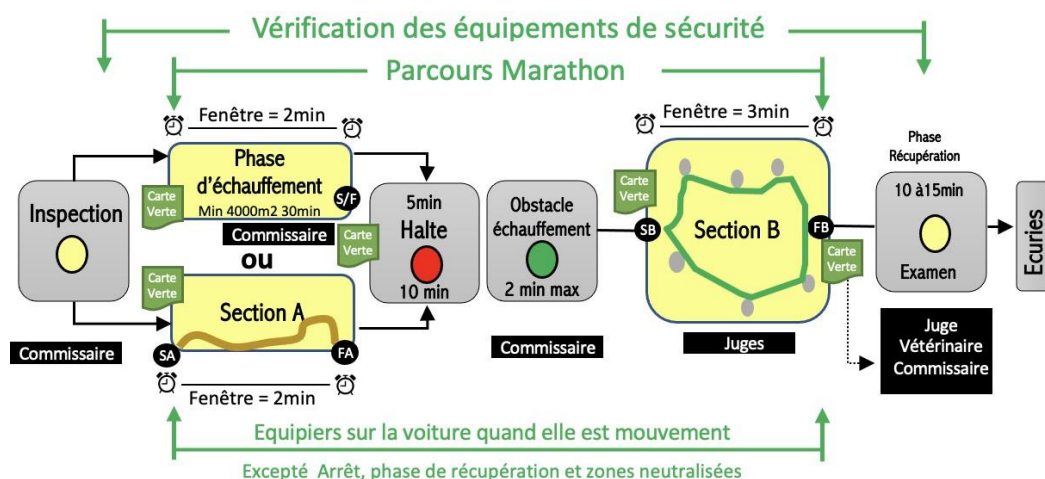 Vérification des équipements de sécurité
Parcours Marathon
Fenêtre = 2min
Fenêtre = 3min
Inspection
Phase
d'échauffement
Min 4000m2 30min
S/F
Carte
Verte
Commissaire
ou
Carte
Verte
Section A
SA
FA
Fenêtre = 2min
Commissaire
Carte
Verte
5min
Halte
10 min
Obstacle
échauffement
2 min max
Commissaire
Carte
Verte
SB
Section B
FB
Juges
Carte
Verte
Phase
Récupération
10 à15min
Examen
Ecuries
Juge
Vétérinaire
Commissaire
Equipiers sur la voiture quand elle est mouvement
Excepté Arrêt, phase de récupération et zones neutralisées